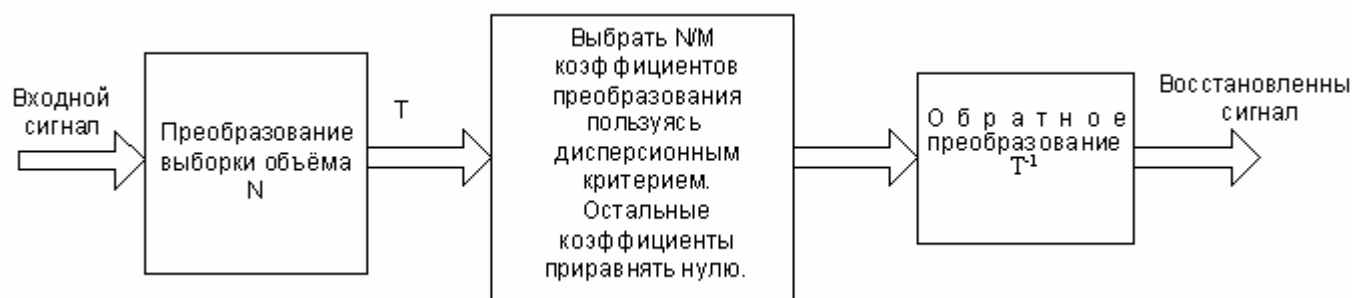 Входной
сигнал
Преобразование
выборки объёма
N
T
Выбрать N/M
коэффициентов
преобразования
пользуясь
дисперсионным
критерием.
Остальные
коэффициенты
приравнять нулю.
Обратное
преобразование
T⁻¹
Восстановленны
сигнал